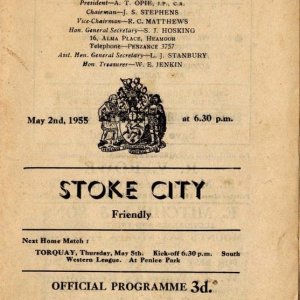 President—A. T. OPIE, J.P., C.A.
Chairman—J. S. STEPHENS
Vice-Chairman—R. C. MATTHEWS
Hon. General Secretary—S. J. HOSKING
16, ALMA PLACE, HEAMOOR
Telephone—PENZANCE 3757
Asst. Hon. General Secretary—L. J. STANBURY
Hon. Treasurer—W. E. JENKIN
May 2nd, 1955 at 6.30 p.m.
STOKE CITY
Friendly
Next Home Match :
TORQUAY, Thursday, May 5th. Kick-off 6.30 p.m. South
Western League. At Penlee Park
OFFICIAL PROGRAMME 3d.